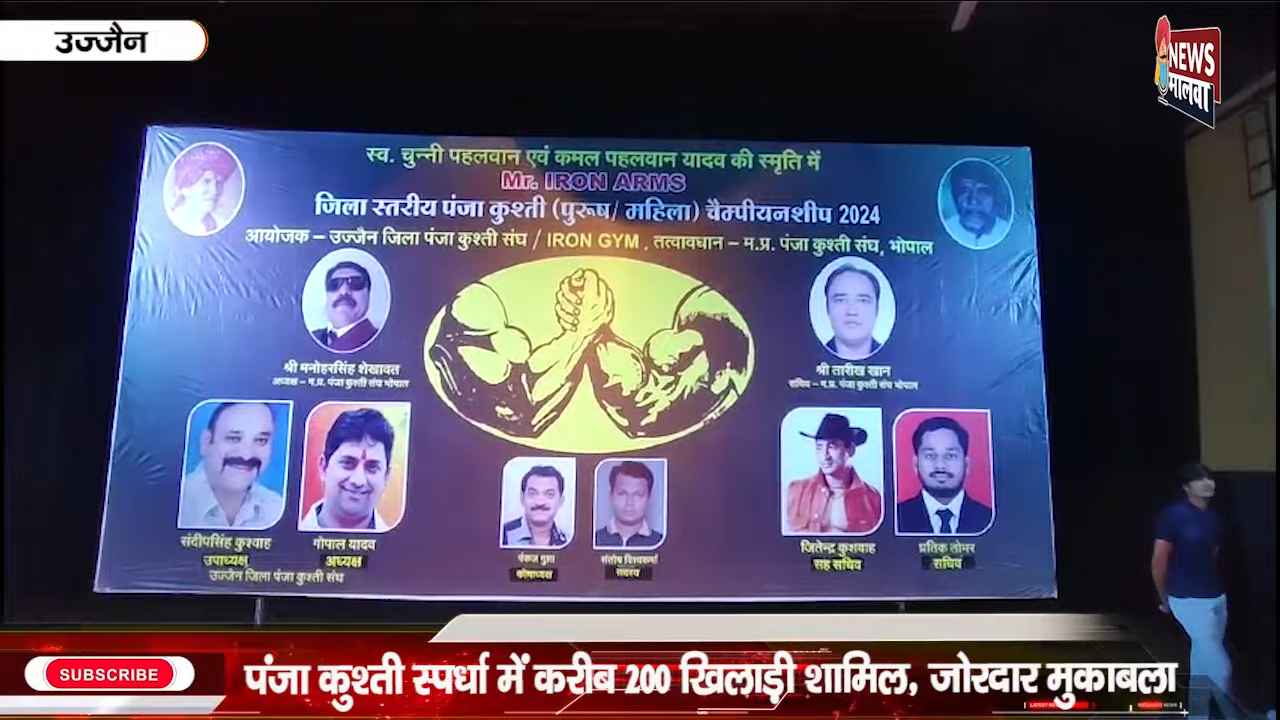 उज्जैन
NEWS
मालवा
स्व. चुन्नी पहलवान एवं कमल पहलवान यादव की स्मृति में
Mr. IRON ARMS
जिला स्तरीय पंजा कुश्ती (पुरूष/ महिला) चैम्पीयनशीप 2024
आयोजक – उज्जैन जिला पंजा कुश्ती संघ / IRON GYM , तत्वावधान – म.प्र. पंजा कुश्ती संघ, भोपाल
श्री मनोहरसिंह शेखावत
अध्यक्ष – म.प्र. पंजा कुश्ती संघ भोपाल
श्री तारीख खान
सचिव – म.प्र. पंजा कुश्ती संघ भोपाल
संदीपसिंह कुश्वाह
उपाध्यक्ष
गोपाल यादव
अध्यक्ष
उज्जैन जिला पंजा कुश्ती संघ
पंकज गुप्ता
कोषाध्यक्ष
संतोष विश्वकर्मा
सदस्य
जितेन्द्र कुशवाह
सह सचिव
प्रतिक तोमर
सचिव
SUBSCRIBE
पंजा कुश्ती स्पर्धा में करीब 200 खिलाड़ी शामिल, जोरदार मुकाबला
LATEST NEWS